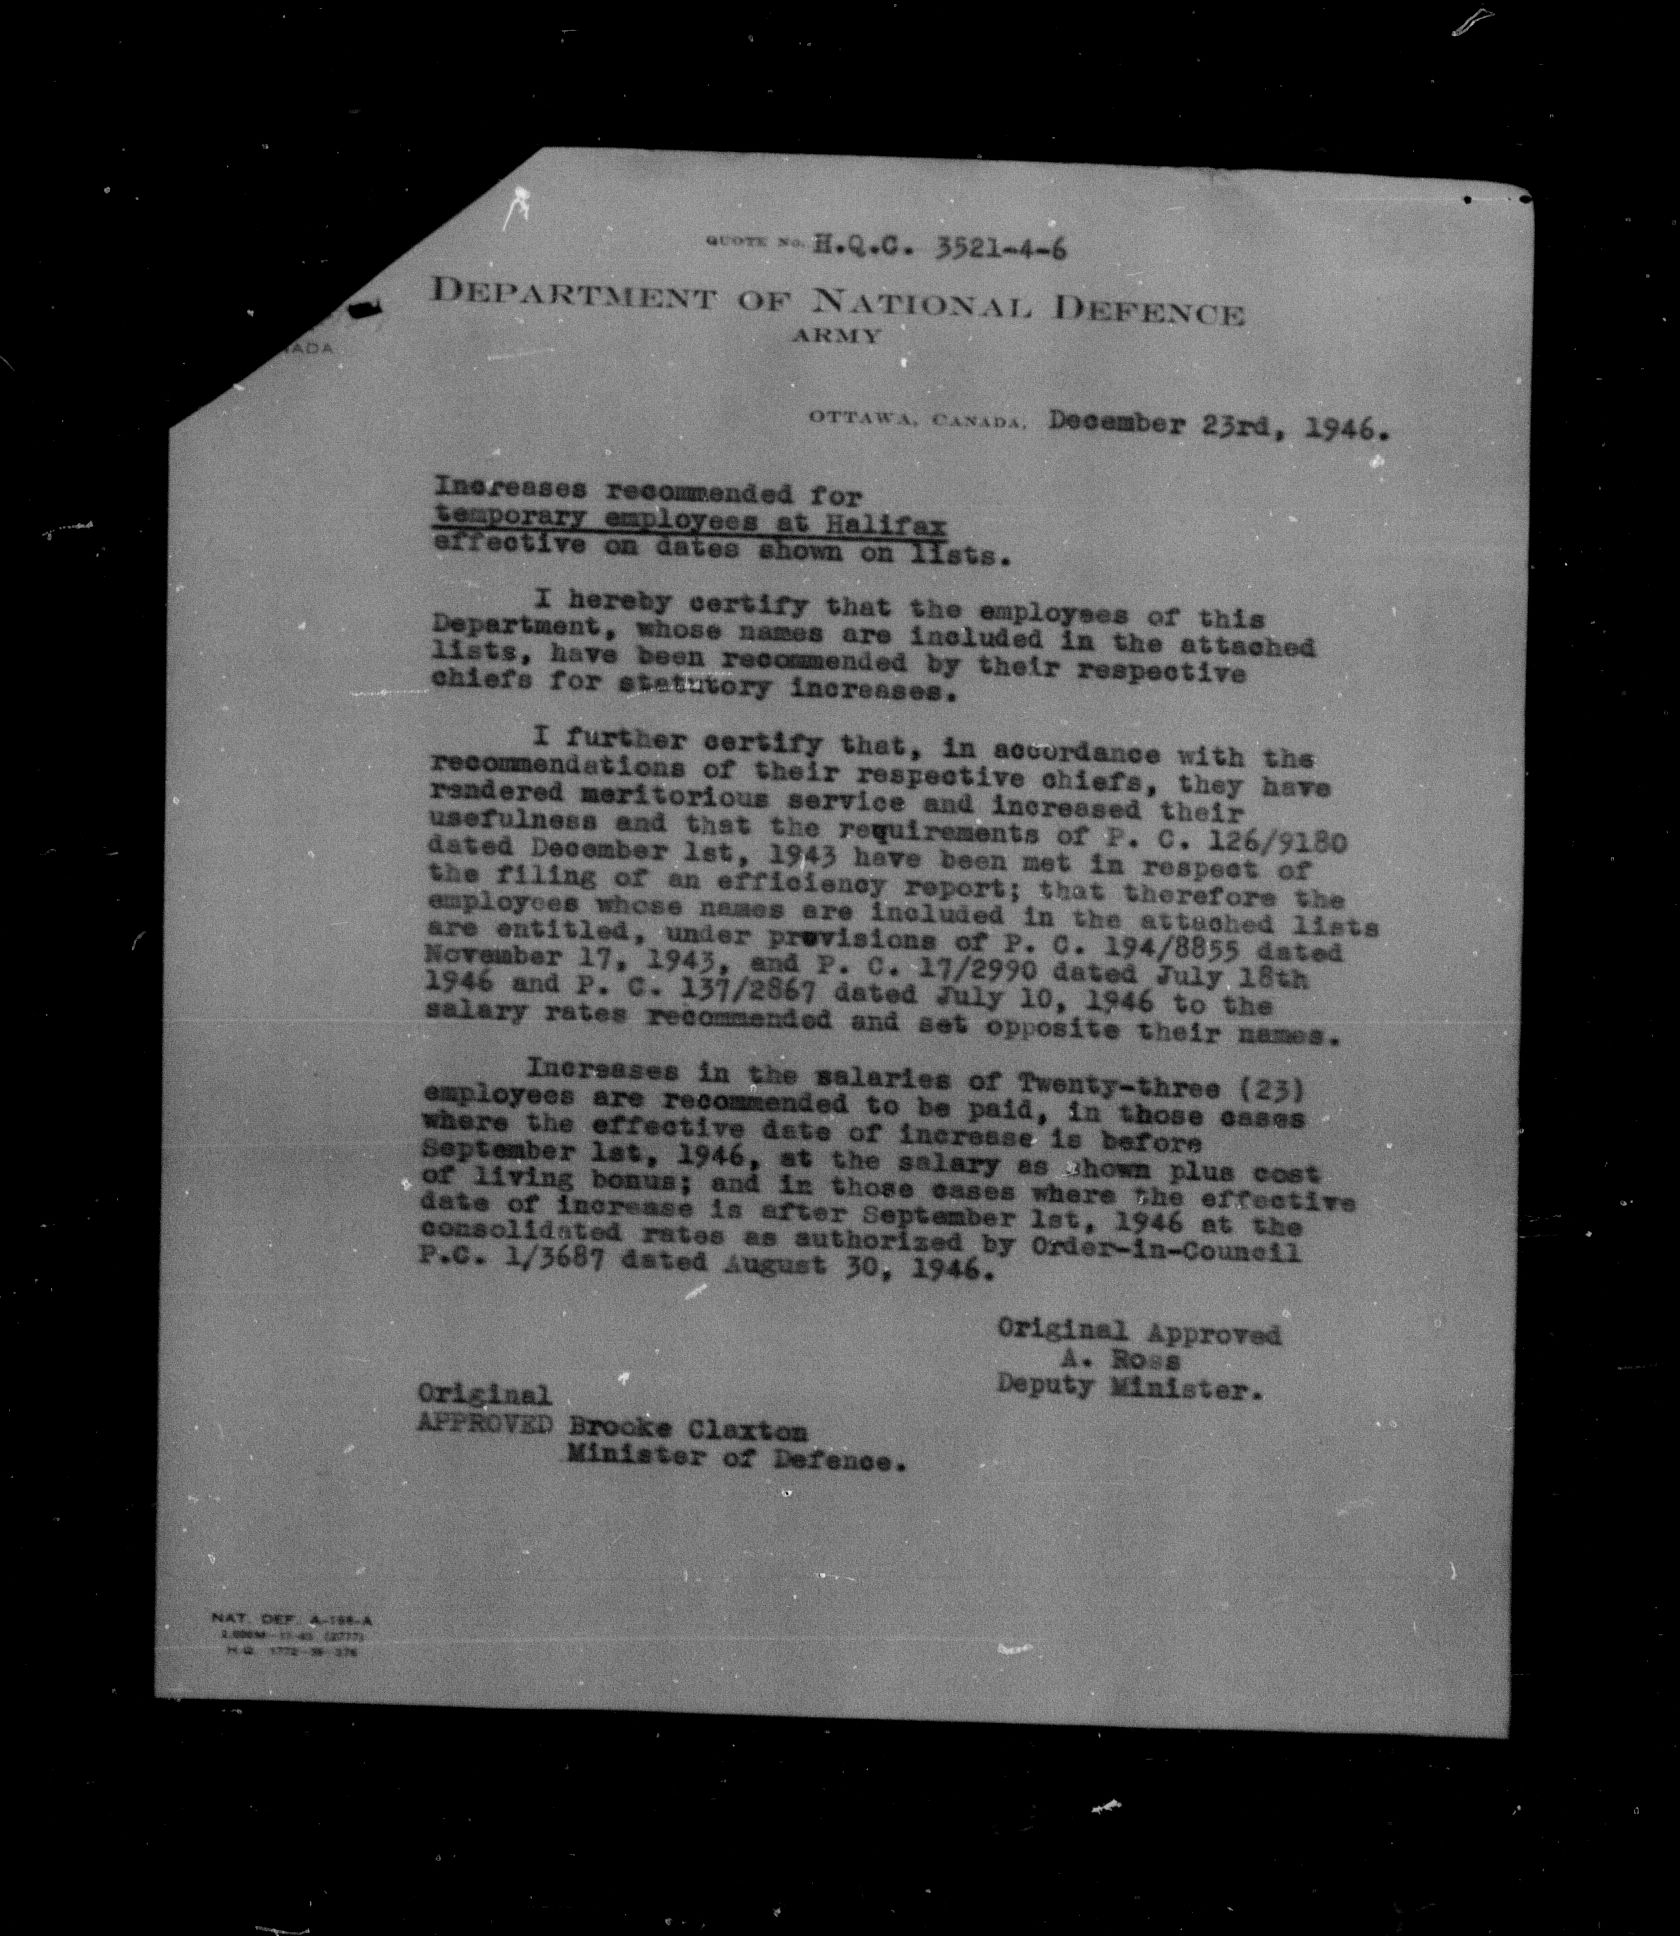 QUOTE No. H.Q.C. 3521-4-6
DEPARTMENT OF NATIONAL DEFENCE
ARMY
ADA
OTTAWA, CANADA, December 23rd, 1946.
Increases recommended for
temporary employees at Halifax
effective on dates shown on lists.
I hereby certify that the employees of this
Department, whose names are included in the attached
lists, have been recommended by their respective
chiefs for statutory increases.
I further certify that, in accordance with the
recommendations of their respective chiefs, they have
rendered meritorious service and increased their
usefulness and that the requirements of P. C. 126/9180
dated December 1st, 1943 have been met in respect of
the filing of an efficiency report; that therefore the
employees whose names are included in the attached lists
are entitled, under provisions of P. C. 194/8855 dated
November 17, 1943, and P. C. 17/2990 dated July 18th
1946 and P. C. 137/2867 dated July 10, 1946 to the
salary rates recommended and set opposite their names.
Increases in the salaries of Twenty-three (23)
employees are recommended to be paid, in those cases
where the effective date of increase is before
September 1st, 1946, at the salary as shown plus cost
of living bonus; and in those cases where the effective
date of increase is after September 1st, 1946 at the
consolidated rates as authorized by Order-in-Council
P.C. 1/3687 dated August 30, 1946.
Original Approved
A. Ross
Deputy Minister.
Original
APPROVED Brooke Claxton
Minister of Defence.
NAT. DEF. A-168-A
H.Q. 1772-39-376